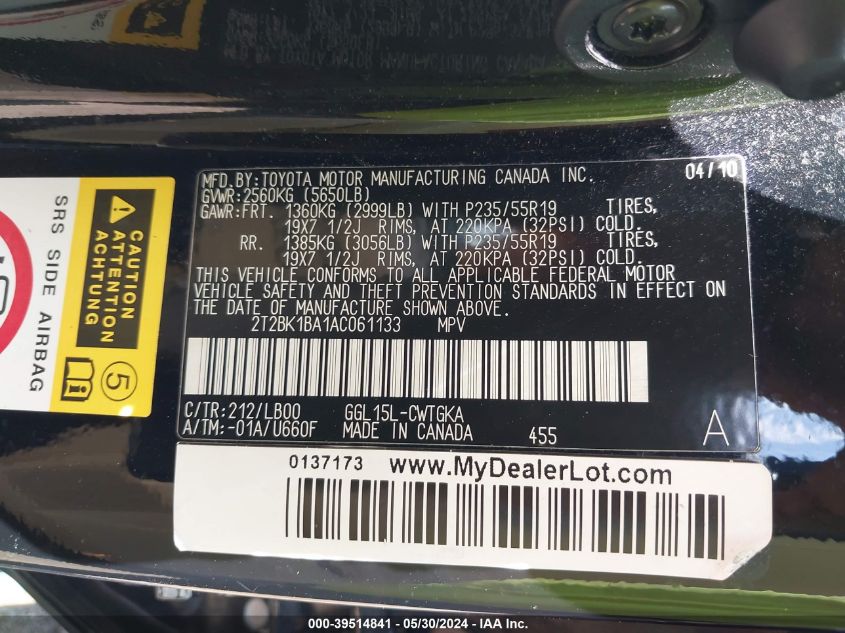 MFD.BY:TOYOTA MOTOR MANUFACTURING CANADA INC. 04/10
GVWR:2560KG (5650LB)
GAWR:FRT. 1360KG (2999LB) WITH P235/55R19 TIRES,
19X7 1/2J RIMS, AT 220KPA (32PSI) COLD.
RR. 1385KG (3056LB) WITH P235/55R19 TIRES,
19X7 1/2J RIMS, AT 220KPA (32PSI) COLD.
THIS VEHICLE CONFORMS TO ALL APPLICABLE FEDERAL MOTOR
VEHICLE SAFETY AND THEFT PREVENTION STANDARDS IN EFFECT ON
THE DATE OF MANUFACTURE SHOWN ABOVE.
2T2BK1BA1AC061133 MPV
C/TR:212/LB00 GGL15L-CWTGKA
A/TM:-01A/U660F MADE IN CANADA 455 A
0137173 www.MyDealerLot.com
SRS SIDE AIRBAG
CAUTION
ATTENTION
ACHTUNG
5
000-39514841 - 05/30/2024 - IAA Inc.